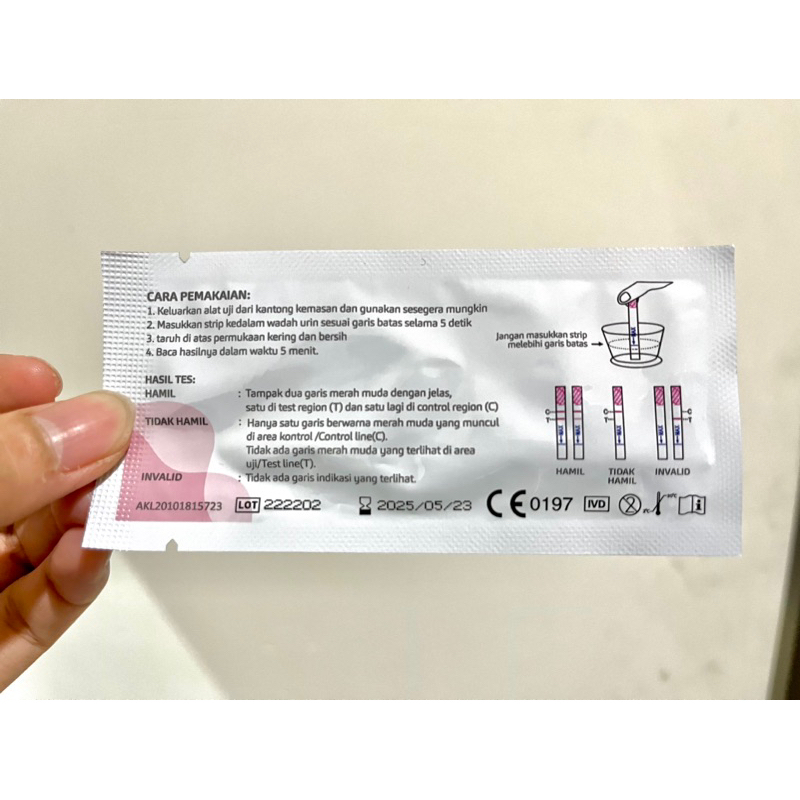 CARA PEMAKAIAN:
1. Keluarkan alat uji dari kantong kemasan dan gunakan sesegera mungkin
2. Masukkan strip kedalam wadah urin sesuai garis batas selama 5 detik
3. taruh di atas permukaan kering dan bersih
4. Baca hasilnya dalam waktu 5 menit.
Jangan masukkan strip
melebihi garis batas
HASIL TES:
HAMIL : Tampak dua garis merah muda dengan jelas,
satu di test region (T) dan satu lagi di control region (C)
TIDAK HAMIL : Hanya satu garis berwarna merah muda yang muncul
di area kontrol /Control line(C).
Tidak ada garis merah muda yang terlihat di area
uji/Test line(T).
INVALID : Tidak ada garis indikasi yang terlihat.
C
T
C
T
C
T
HAMIL
TIDAK
HAMIL
INVALID
AKL20101815723 LOT 222202 2025/05/23 CE 0197 IVD